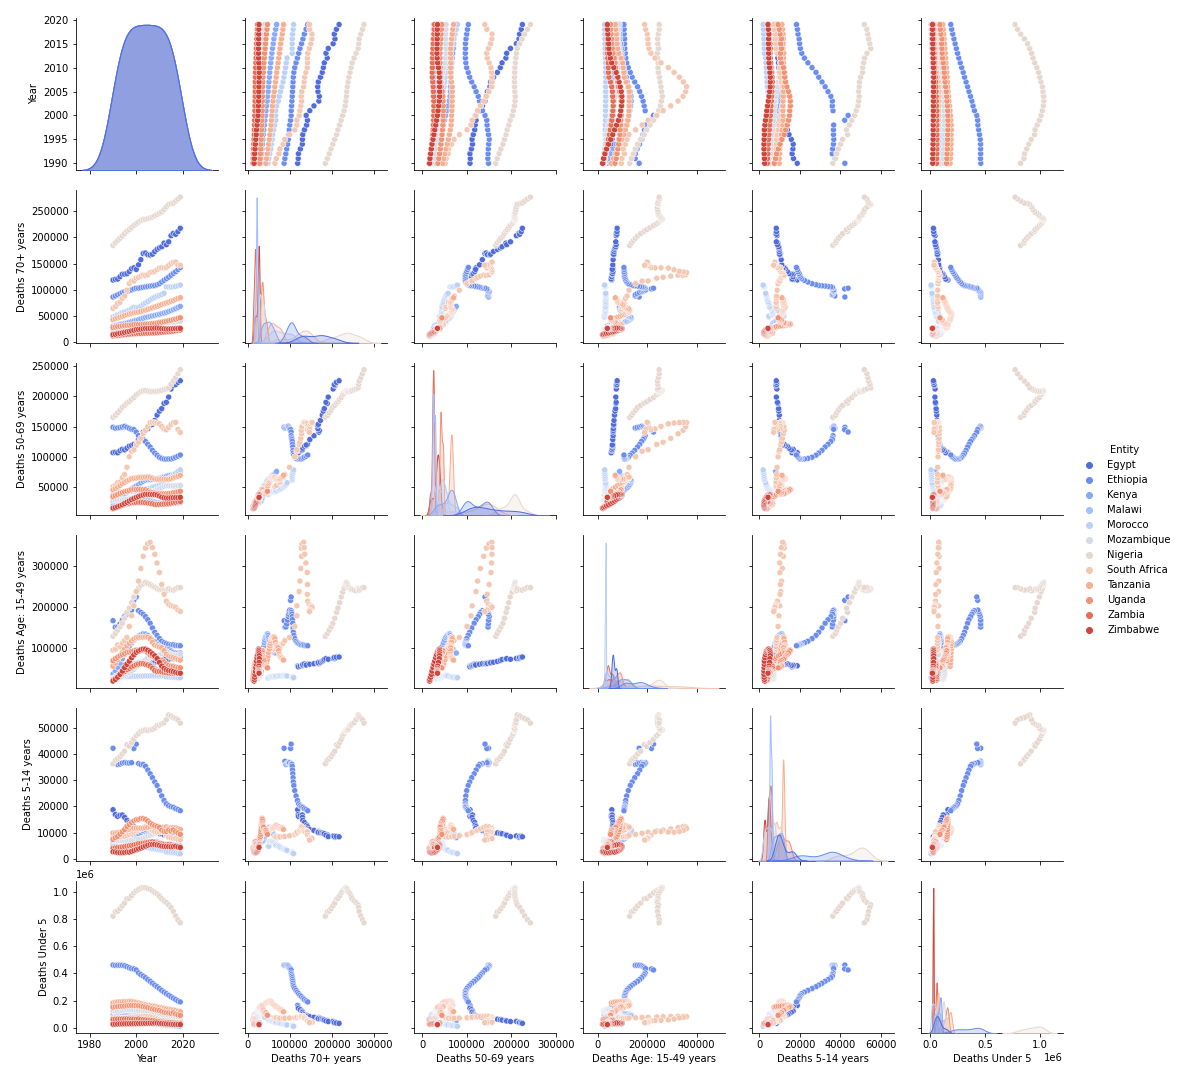 2020
2015
2010
2005
2000
1995
1990
Year
250000
200000
150000
100000
50000
0
Deaths 70+ years
250000
200000
150000
100000
50000
Deaths 50-69 years
300000
200000
100000
Deaths Age: 15-49 years
50000
40000
30000
20000
10000
0
Deaths 5-14 years
1e6
1.0
0.8
0.6
0.4
0.2
0.0
Deaths Under 5
1980 2000 2020
Year
0 100000 200000 300000
Deaths 70+ years
0 100000 200000 300000
Deaths 50-69 years
0 200000 400000
Deaths Age: 15-49 years
0 20000 40000 60000
Deaths 5-14 years
0.0 0.5 1.0
Deaths Under 5
1e6
Entity
Egypt
Ethiopia
Kenya
Malawi
Morocco
Mozambique
Nigeria
South Africa
Tanzania
Uganda
Zambia
Zimbabwe